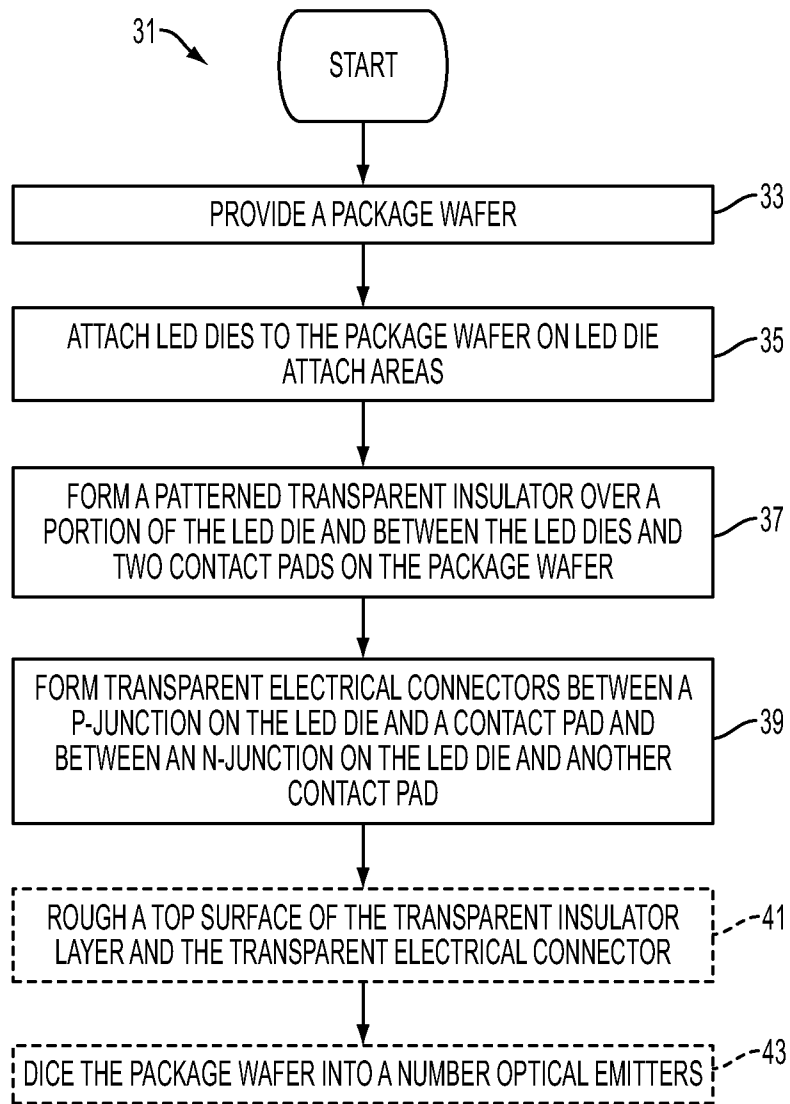 31
START
PROVIDE A PACKAGE WAFER
33
ATTACH LED DIES TO THE PACKAGE WAFER ON LED DIE
ATTACH AREAS
35
FORM A PATTERNED TRANSPARENT INSULATOR OVER A
PORTION OF THE LED DIE AND BETWEEN THE LED DIES AND
TWO CONTACT PADS ON THE PACKAGE WAFER
37
FORM TRANSPARENT ELECTRICAL CONNECTORS BETWEEN A
P-JUNCTION ON THE LED DIE AND A CONTACT PAD AND
BETWEEN AN N-JUNCTION ON THE LED DIE AND ANOTHER
CONTACT PAD
39
ROUGH A TOP SURFACE OF THE TRANSPARENT INSULATOR
LAYER AND THE TRANSPARENT ELECTRICAL CONNECTOR
41
DICE THE PACKAGE WAFER INTO A NUMBER OPTICAL EMITTERS
43